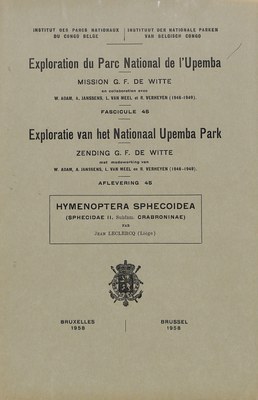 INSTITUT DES PARCS NATIONAUX
DU CONGO BELGE
INSTITUUT DER NATIONALE PARKEN
VAN BELGISCH CONGO
Exploration du Parc National de l'Upemba
MISSION G. F. DE WITTE
en collaboration avec
W. ADAM, A. JANSSENS, L. VAN MEEL et R. VERHEYEN (1946-1949).
FASCICULE 45
Exploratie van het Nationaal Upemba Park
ZENDING G. F. DE WITTE
met medewerking van
W. ADAM, A. JANSSENS, L. VAN MEEL en R. VERHEYEN (1946-1949).
AFLEVERING 45
HYMENOPTERA SPHECOIDEA
(SPHECIDAE II. Subfam. CRABRONINAE)
PAR
JEAN LECLERCQ (Liége)
BRUXELLES
1958
BRUSSEL
1958